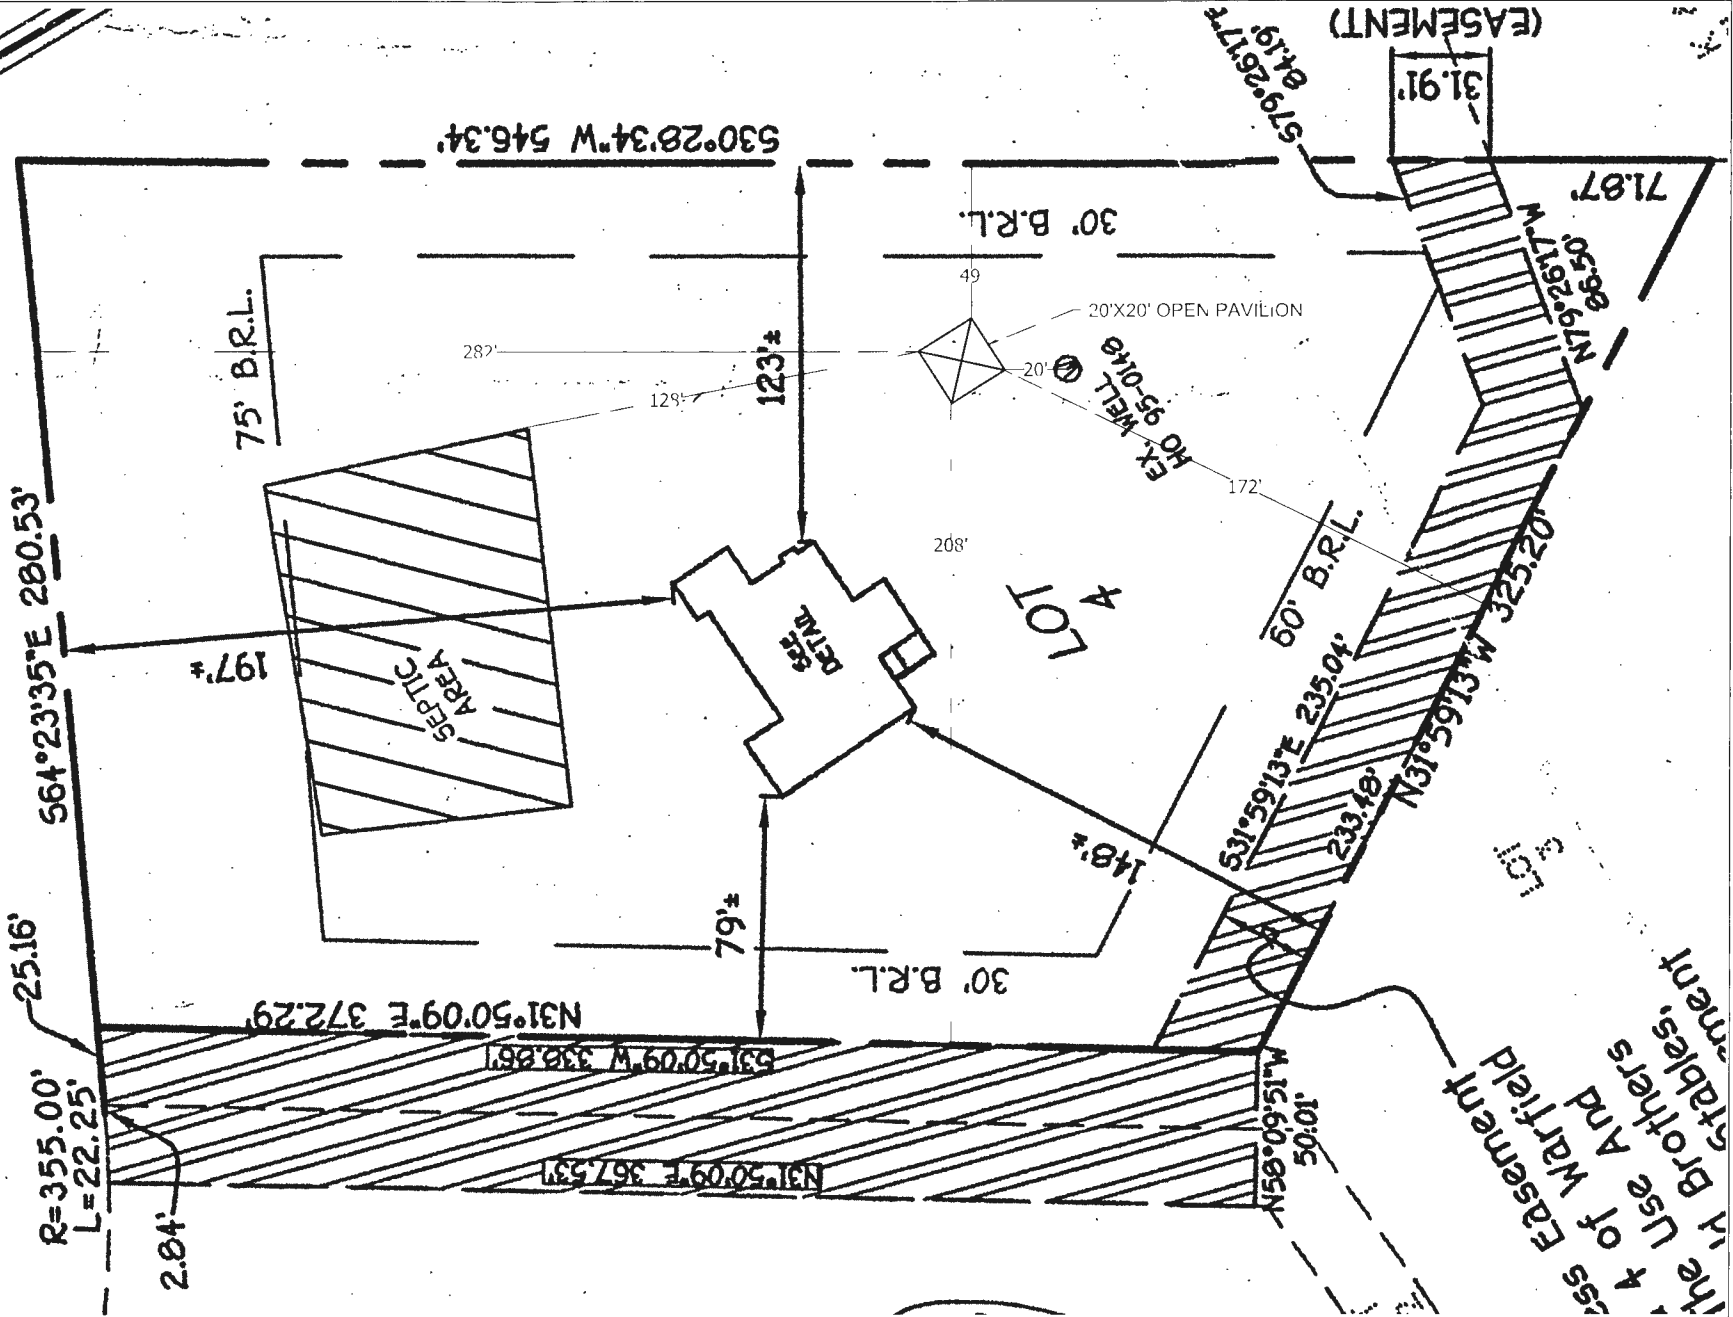 (EASEMENT)
31.91'
S79°26'17"E
84.19'
S30°28'34"W 546.34'
71.87'
30' B.R.L.
N79°26'17"W
86.50'
49
20'X20' OPEN PAVILION
75' B.R.L.
282'
128'
123'±
20'
EX. WELL
HO 95-0148
172'
208'
S64°23'35"E 280.53'
LOT
4
60' B.R.L.
N31°59'13"W 325.20'
197'±
SEPTIC
AREA
SEE
DETAIL
S31°59'13"E 235.04'
233.48'
148'±
LOT
3
79'±
25.16'
30' B.R.L.
N31°50'09"E 372.29'
S31°50'09"W 338.86'
R=355.00'
L=22.25'
2.84'
N31°50'09"E 367.53'
N58°09'51"W
50.01'
ess Easement
4 of Warfield
he Use And
d Brothers
Stables,
ment